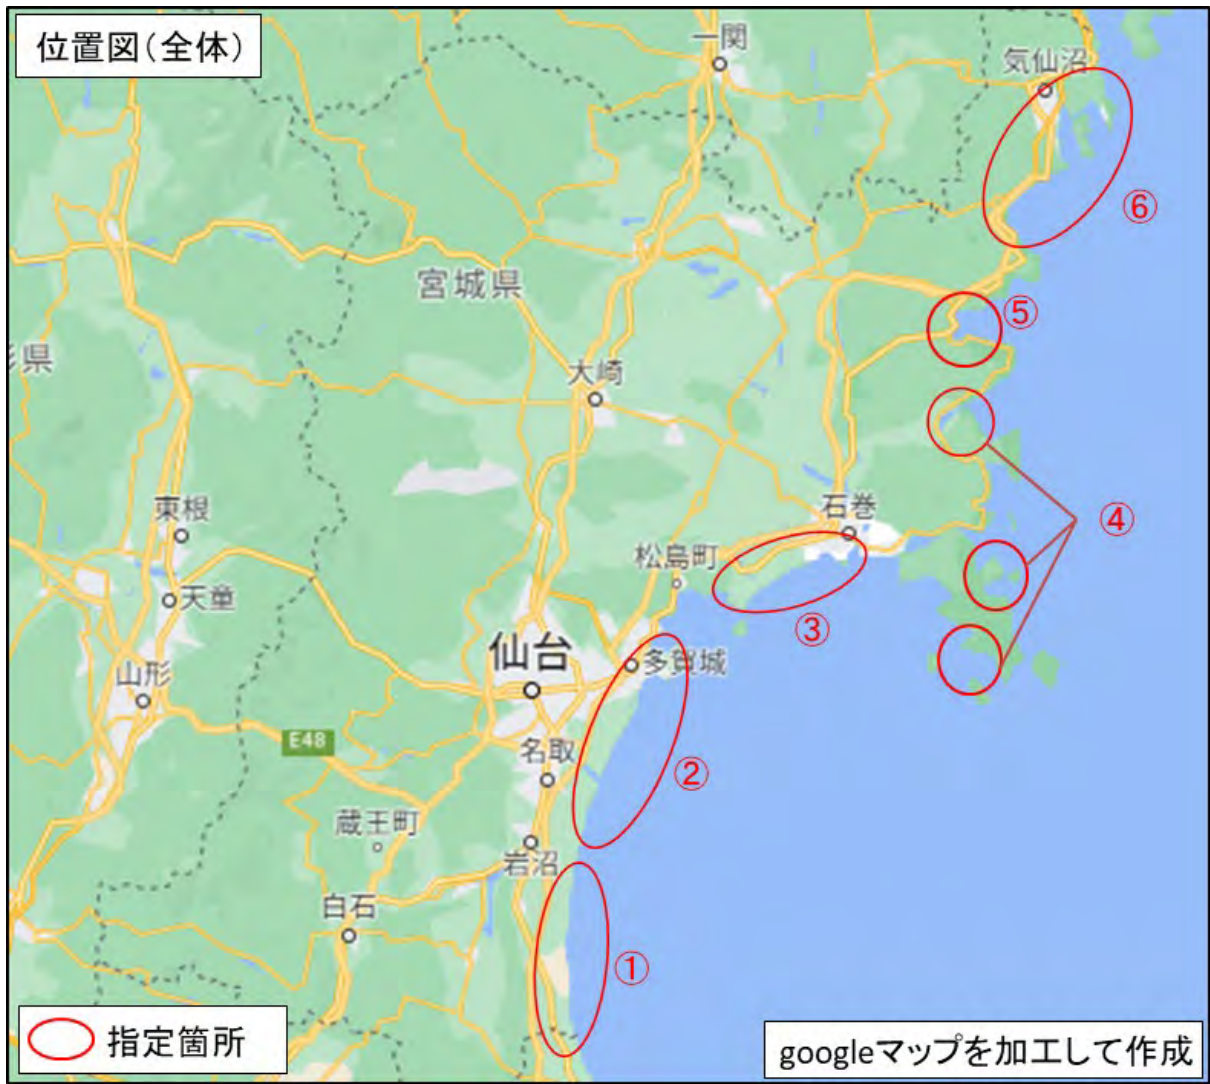 位置図(全体)
一関
気仙沼
⑥
宮城県
⑤
県
大崎
東根
石巻
④
松島町
天童
③
仙台
多賀城
山形
E48
名取
②
蔵王町
岩沼
白石
①
指定箇所
googleマップを加工して作成